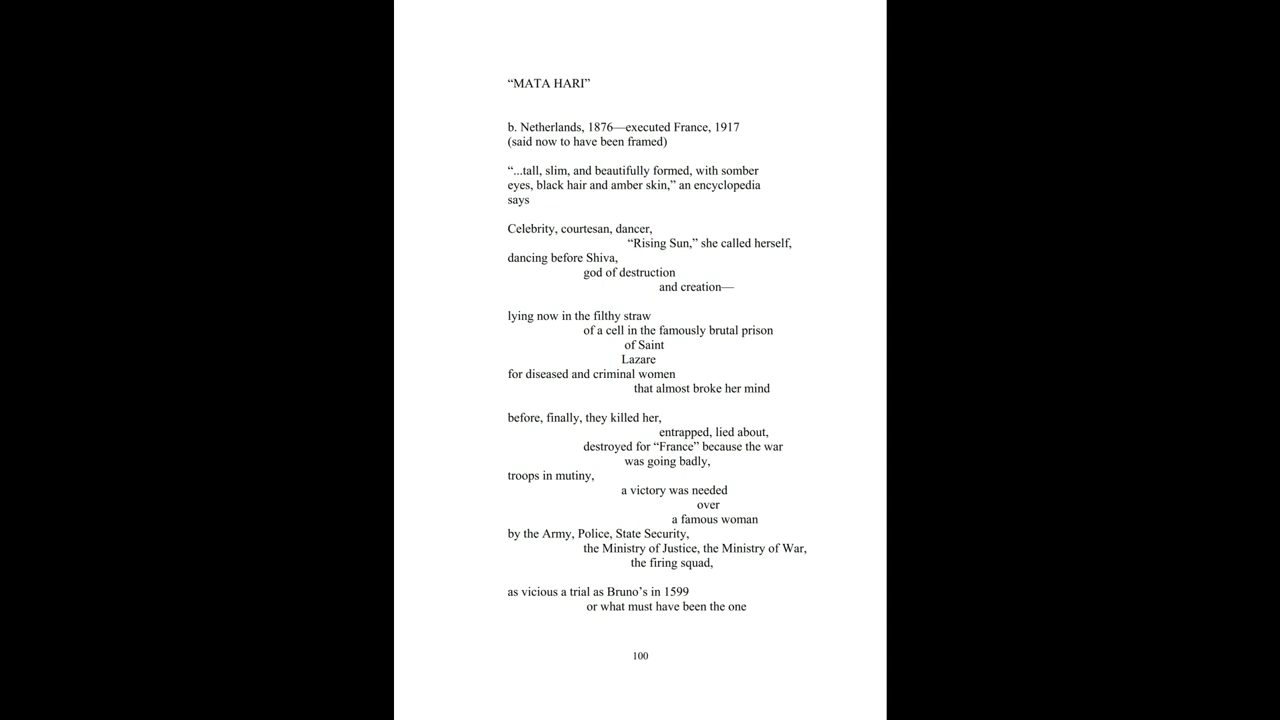 “MATA HARI”
b. Netherlands, 1876—executed France, 1917
(said now to have been framed)
“...tall, slim, and beautifully formed, with somber
eyes, black hair and amber skin,” an encyclopedia
says
Celebrity, courtesan, dancer,
“Rising Sun,” she called herself,
dancing before Shiva,
god of destruction
and creation—
lying now in the filthy straw
of a cell in the famously brutal prison
of Saint
Lazare
for diseased and criminal women
that almost broke her mind
before, finally, they killed her,
entrapped, lied about,
destroyed for “France” because the war
was going badly,
troops in mutiny,
a victory was needed
over
a famous woman
by the Army, Police, State Security,
the Ministry of Justice, the Ministry of War,
the firing squad,
as vicious a trial as Bruno’s in 1599
or what must have been the one
100